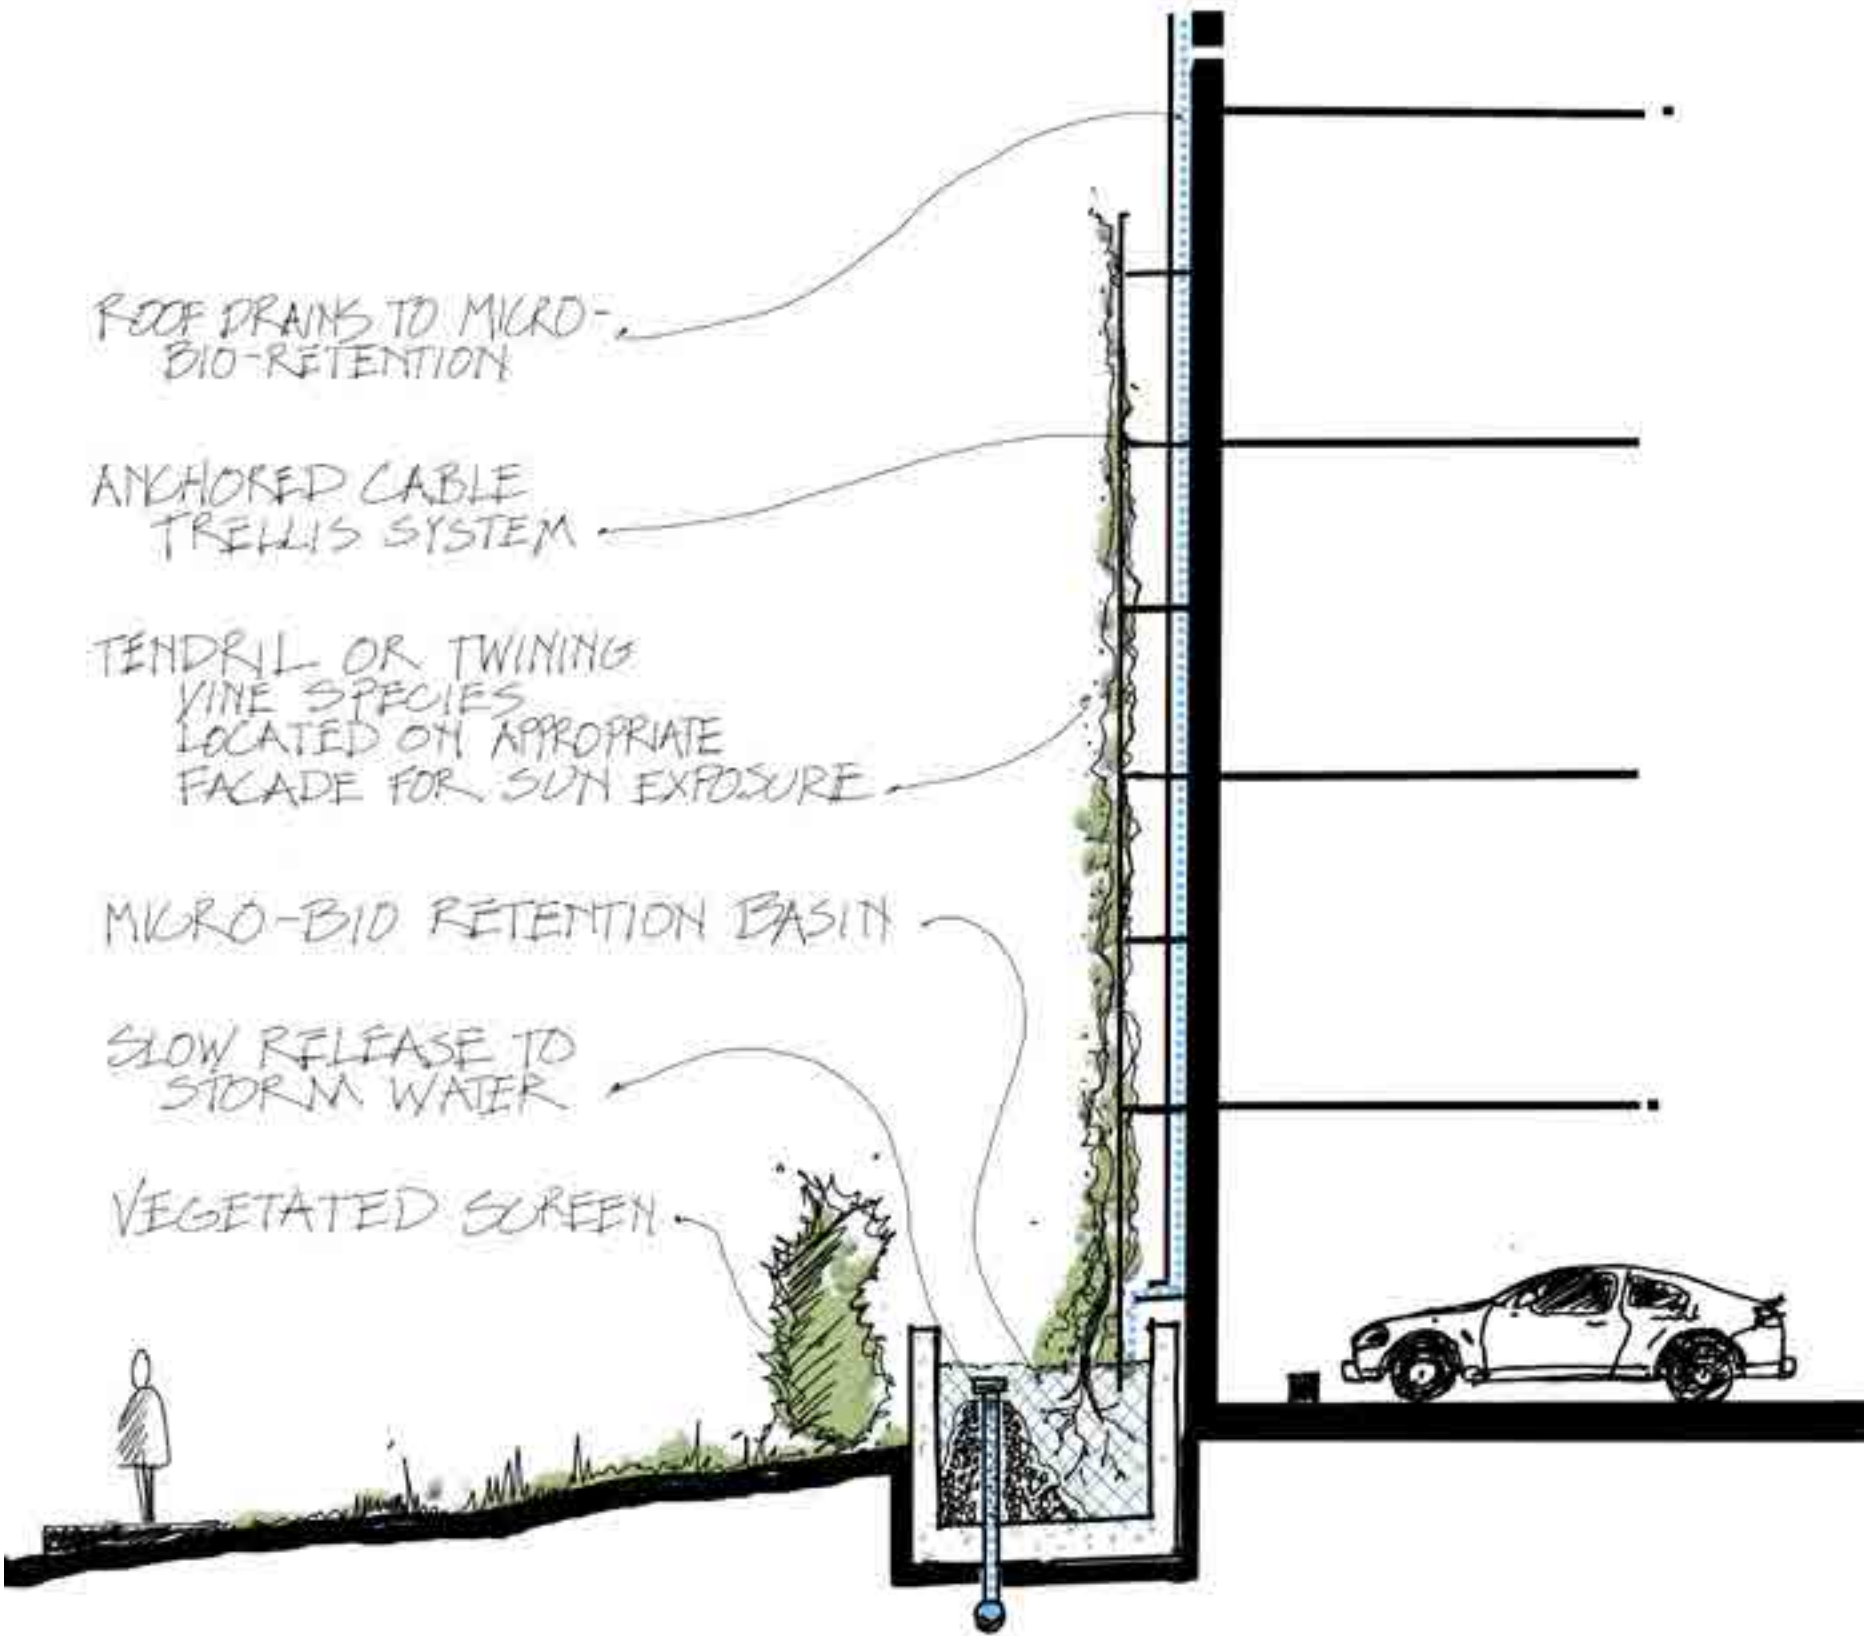 ROOF DRAINS TO MICRO-
BIO-RETENTION
ANCHORED CABLE
TRELLIS SYSTEM
TENDRIL OR TWINING
VINE SPECIES
LOCATED ON APPROPRIATE
FACADE FOR SUN EXPOSURE
MICRO-BIO RETENTION BASIN
SLOW RELEASE TO
STORM WATER
VEGETATED SCREEN